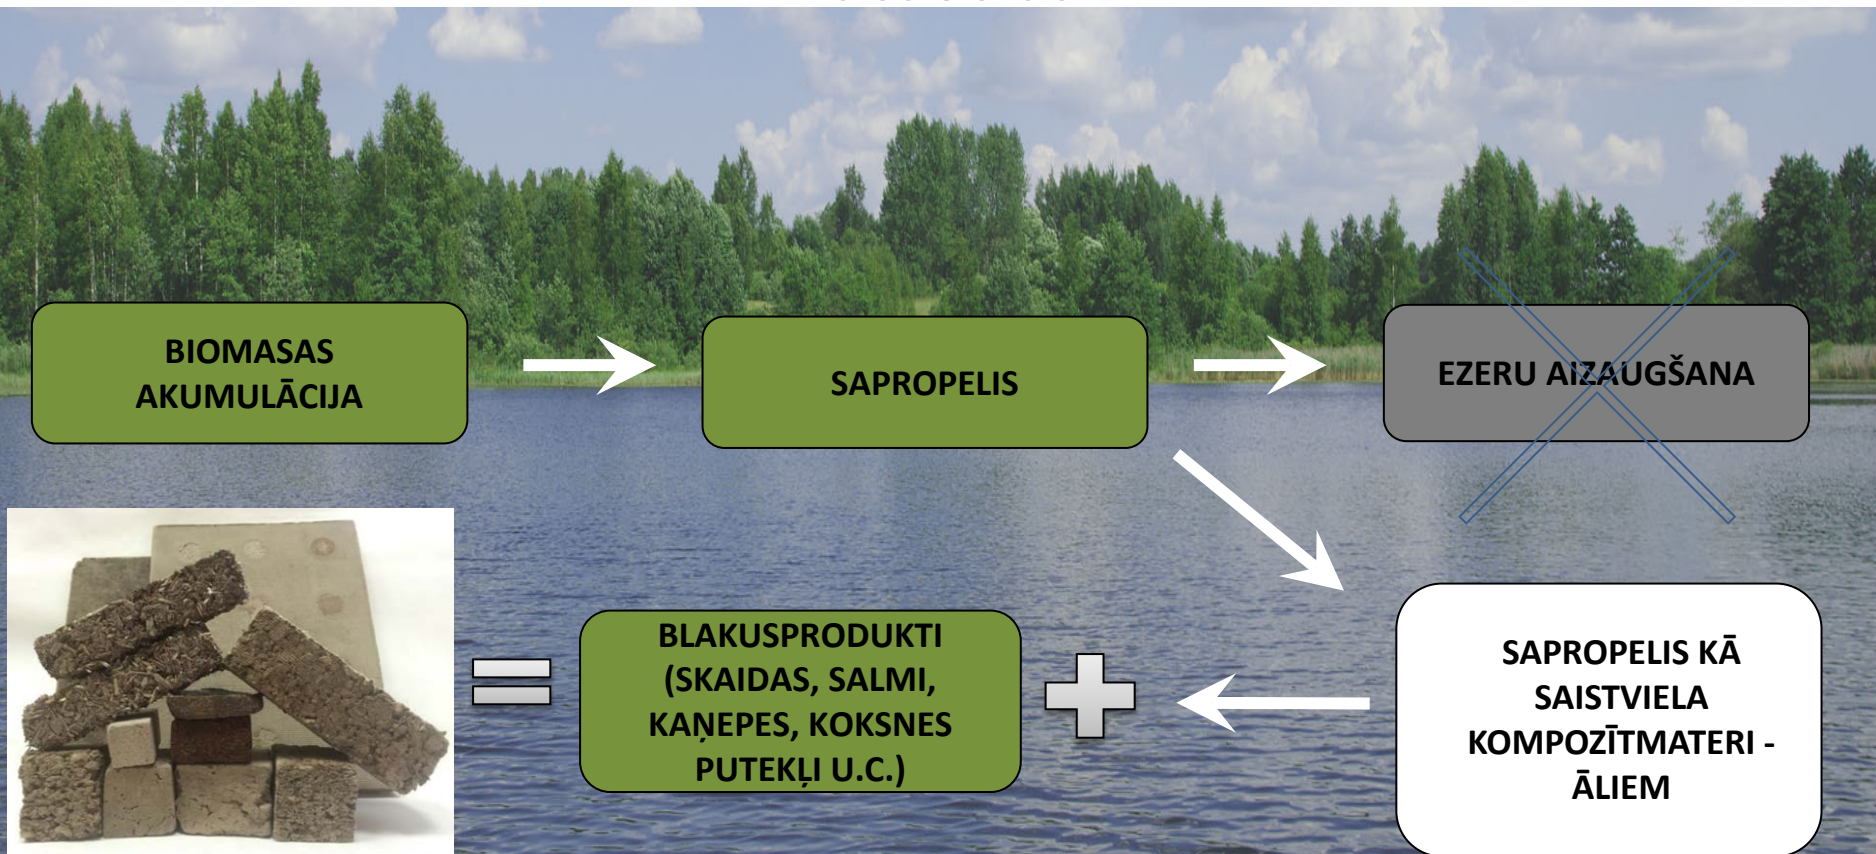 BIOMASAS
AKUMULĀCIJA
SAPROPELIS
EZERU AIZAUGŠANA
BLAKUSPRODUKTI
(SKAIDAS, SALMI,
KAŅEPES, KOKSNES
PUTEKĻI U.C.)
SAPROPELIS KĀ
SAISTVIELA
KOMPOZĪTMATERI -
ĀLIEM